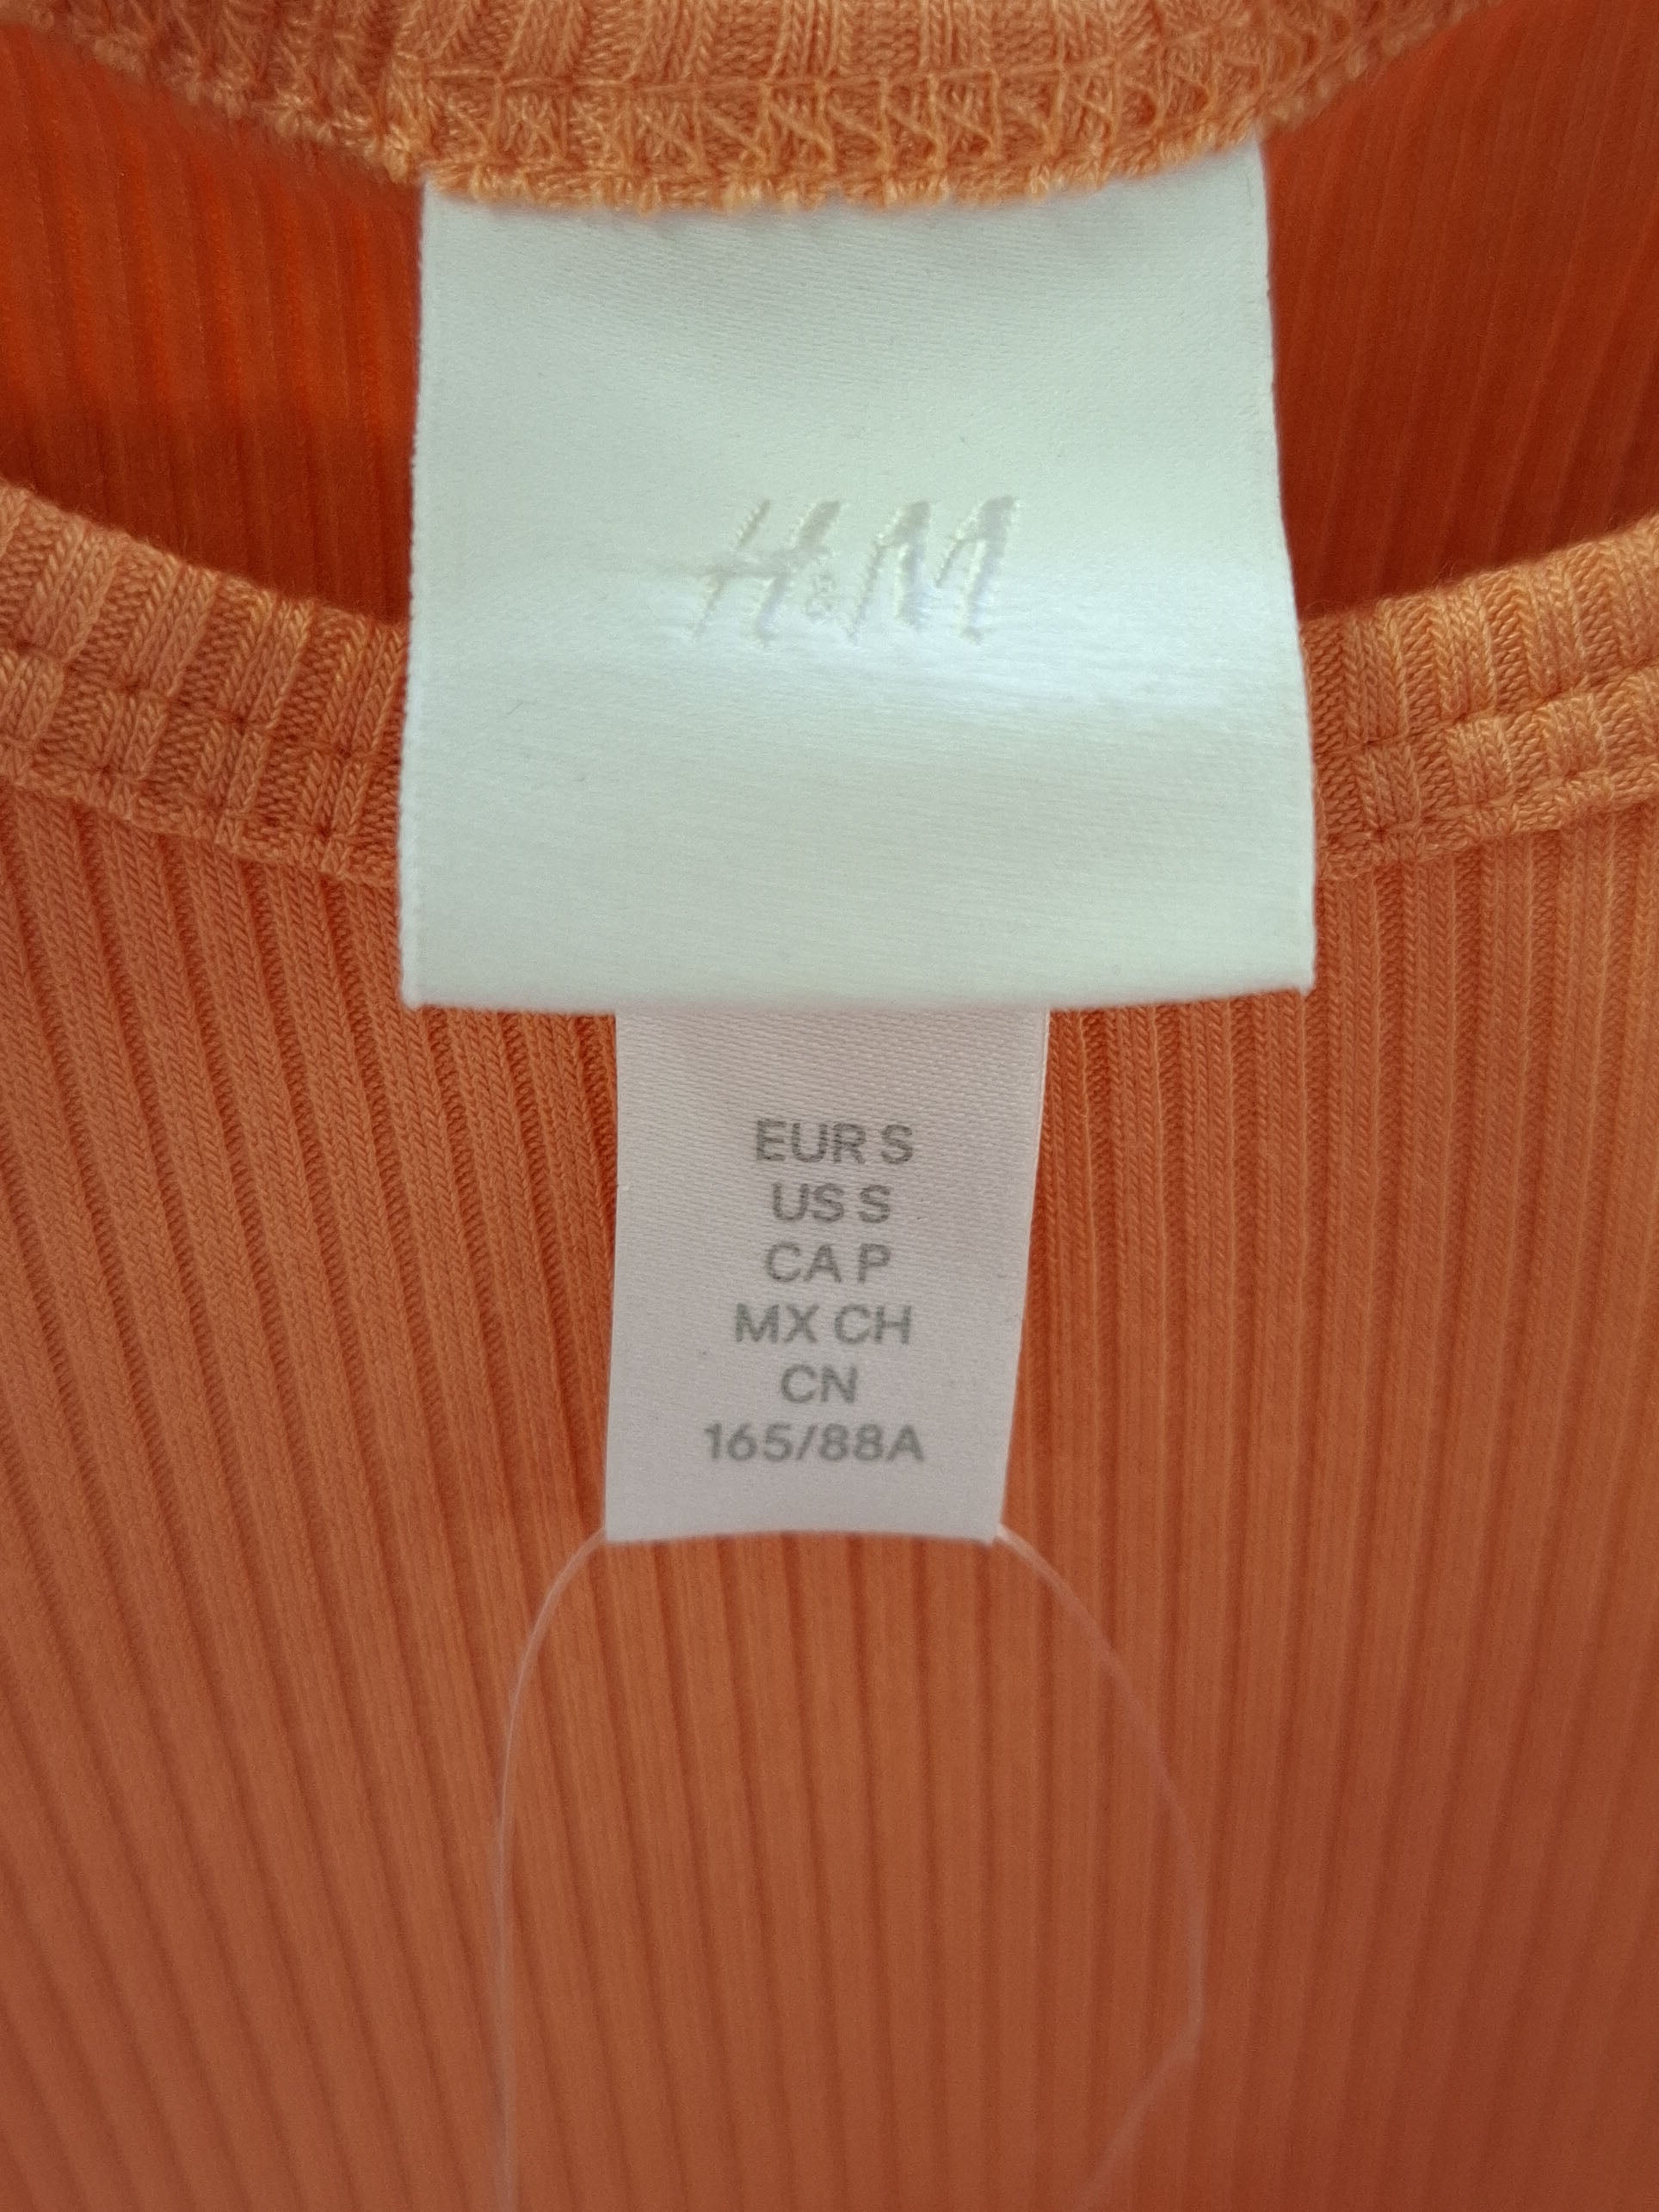 H&M
EUR S
US S
CA P
MX CH
CN
165/88A